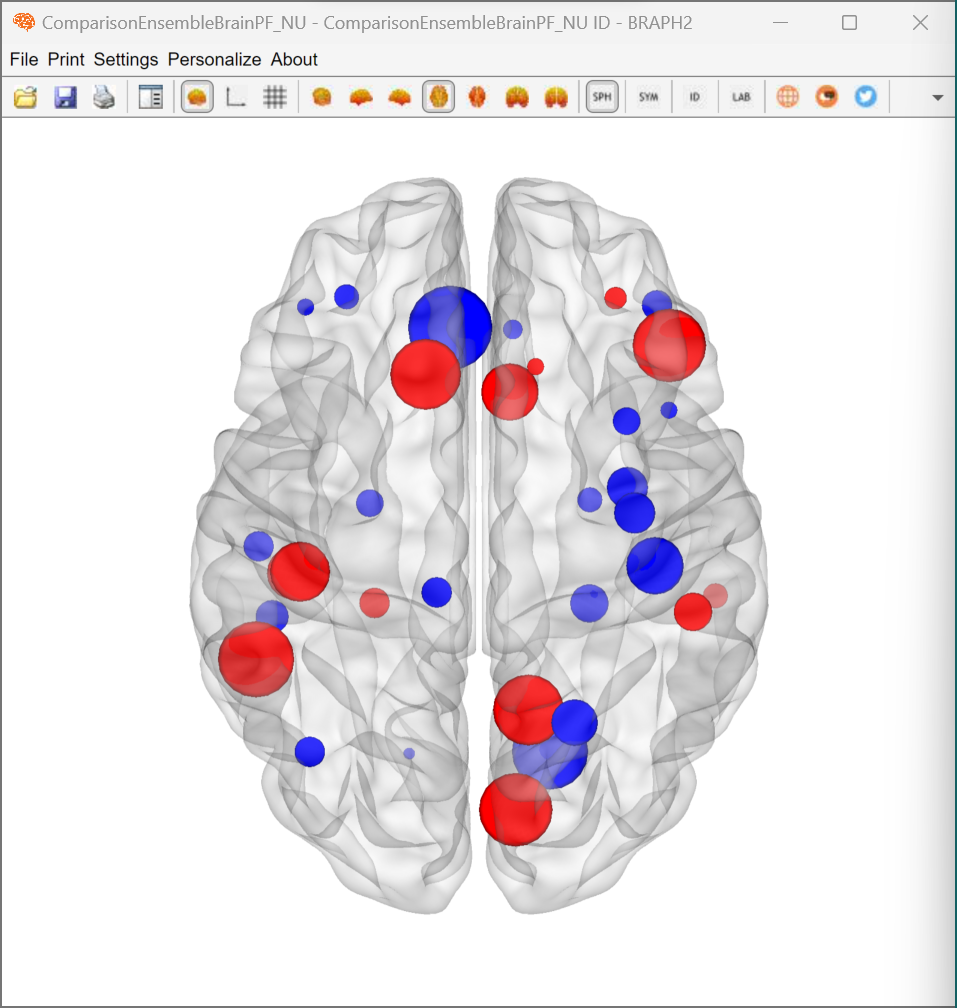 ComparisonEnsembleBrainPF_NU - ComparisonEnsembleBrainPF_NU ID - BRAPH2
File Print Settings Personalize About
SPH SYM ID LAB